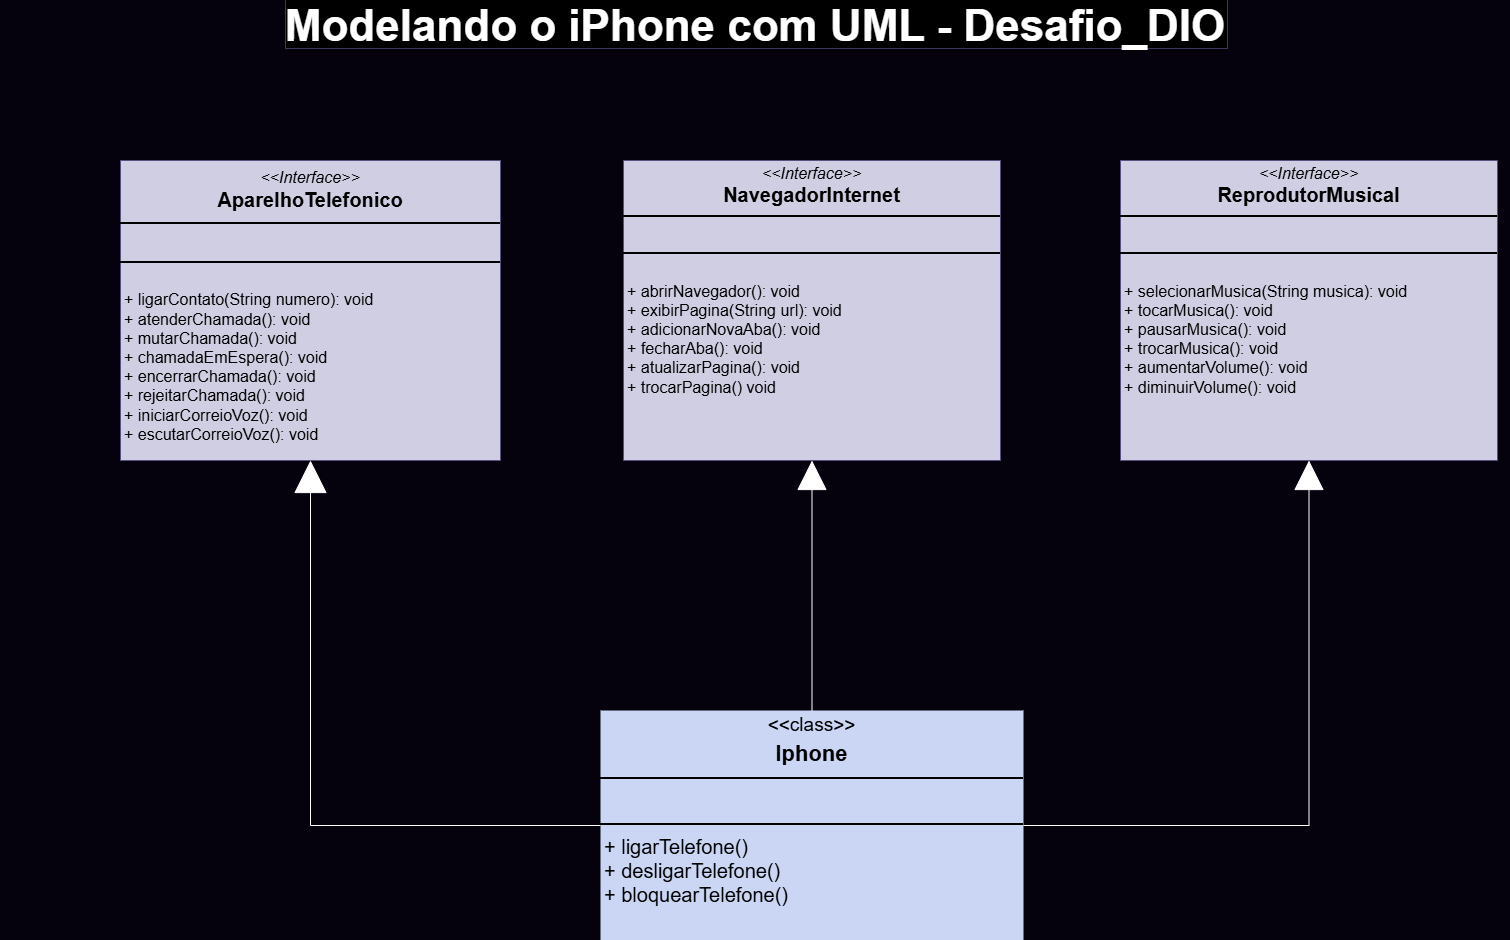 Modelando o iPhone com UML - Desafio_DIO
<<Interface>>
AparelhoTelefonico
+ ligarContato(String numero): void
+ atenderChamada(): void
+ mutarChamada(): void
+ chamadaEmEspera(): void
+ encerrarChamada(): void
+ rejeitarChamada(): void
+ iniciarCorreioVoz(): void
+ escutarCorreioVoz(): void
<<Interface>>
NavegadorInternet
+ abrirNavegador(): void
+ exibirPagina(String url): void
+ adicionarNovaAba(): void
+ fecharAba(): void
+ atualizarPagina(): void
+ trocarPagina() void
<<Interface>>
ReprodutorMusical
+ selecionarMusica(String musica): void
+ tocarMusica(): void
+ pausarMusica(): void
+ trocarMusica(): void
+ aumentarVolume(): void
+ diminuirVolume(): void
<<class>>
Iphone
+ ligarTelefone()
+ desligarTelefone()
+ bloquearTelefone()